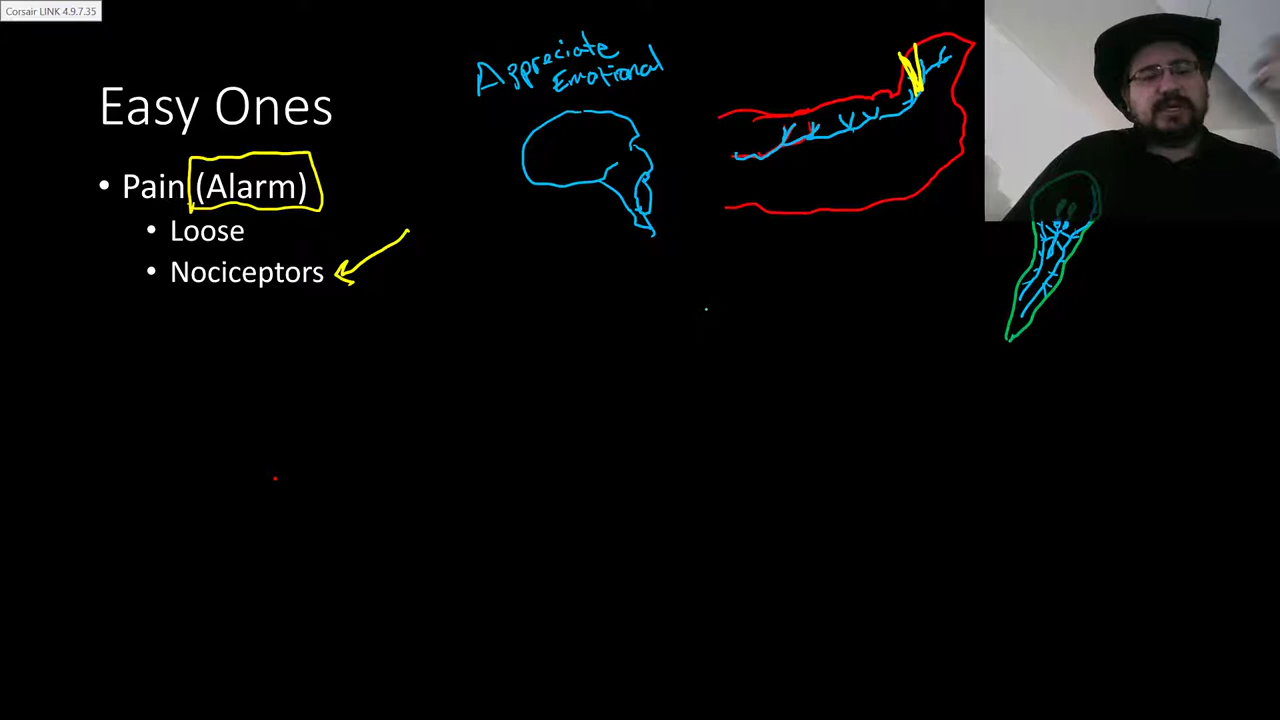 Corsair LINK 4.9.7.35
Appreciate
Emotional
Easy Ones
• Pain (Alarm)
• Loose
• Nociceptors